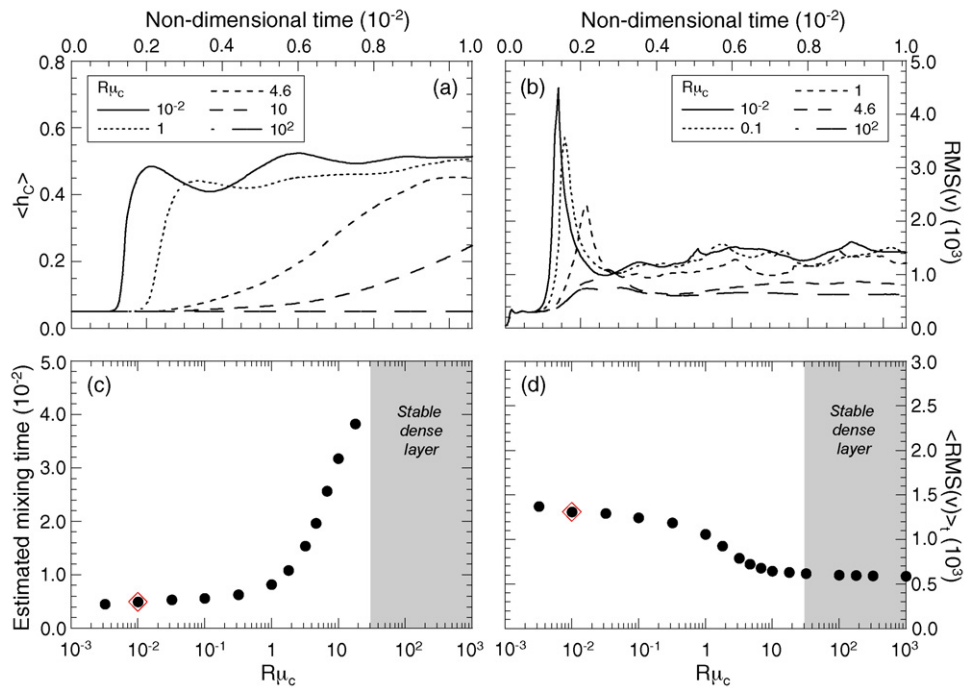 Non-dimensional time (10⁻²)
0.0 0.2 0.4 0.6 0.8 1.0
(a)
Rμc
10⁻²
1
4.6
10
10²
<hC>
0.8
0.5
0.2
0.0
Non-dimensional time (10⁻²)
0.0 0.2 0.4 0.6 0.8 1.0
(b)
Rμc
10⁻²
0.1
1
4.6
10²
RMS(v) (10³)
5.0
4.0
3.0
2.0
1.0
0.0
(c)
Stable
dense
layer
Estimated mixing time (10⁻²)
5.0
4.0
3.0
2.0
1.0
0.0
10⁻³ 10⁻² 10⁻¹ 1 10 10² 10³
Rμc
(d)
Stable
dense
layer
<RMS(v)>t (10³)
3.0
2.5
2.0
1.5
1.0
0.5
0.0
10⁻³ 10⁻² 10⁻¹ 1 10 10² 10³
Rμc